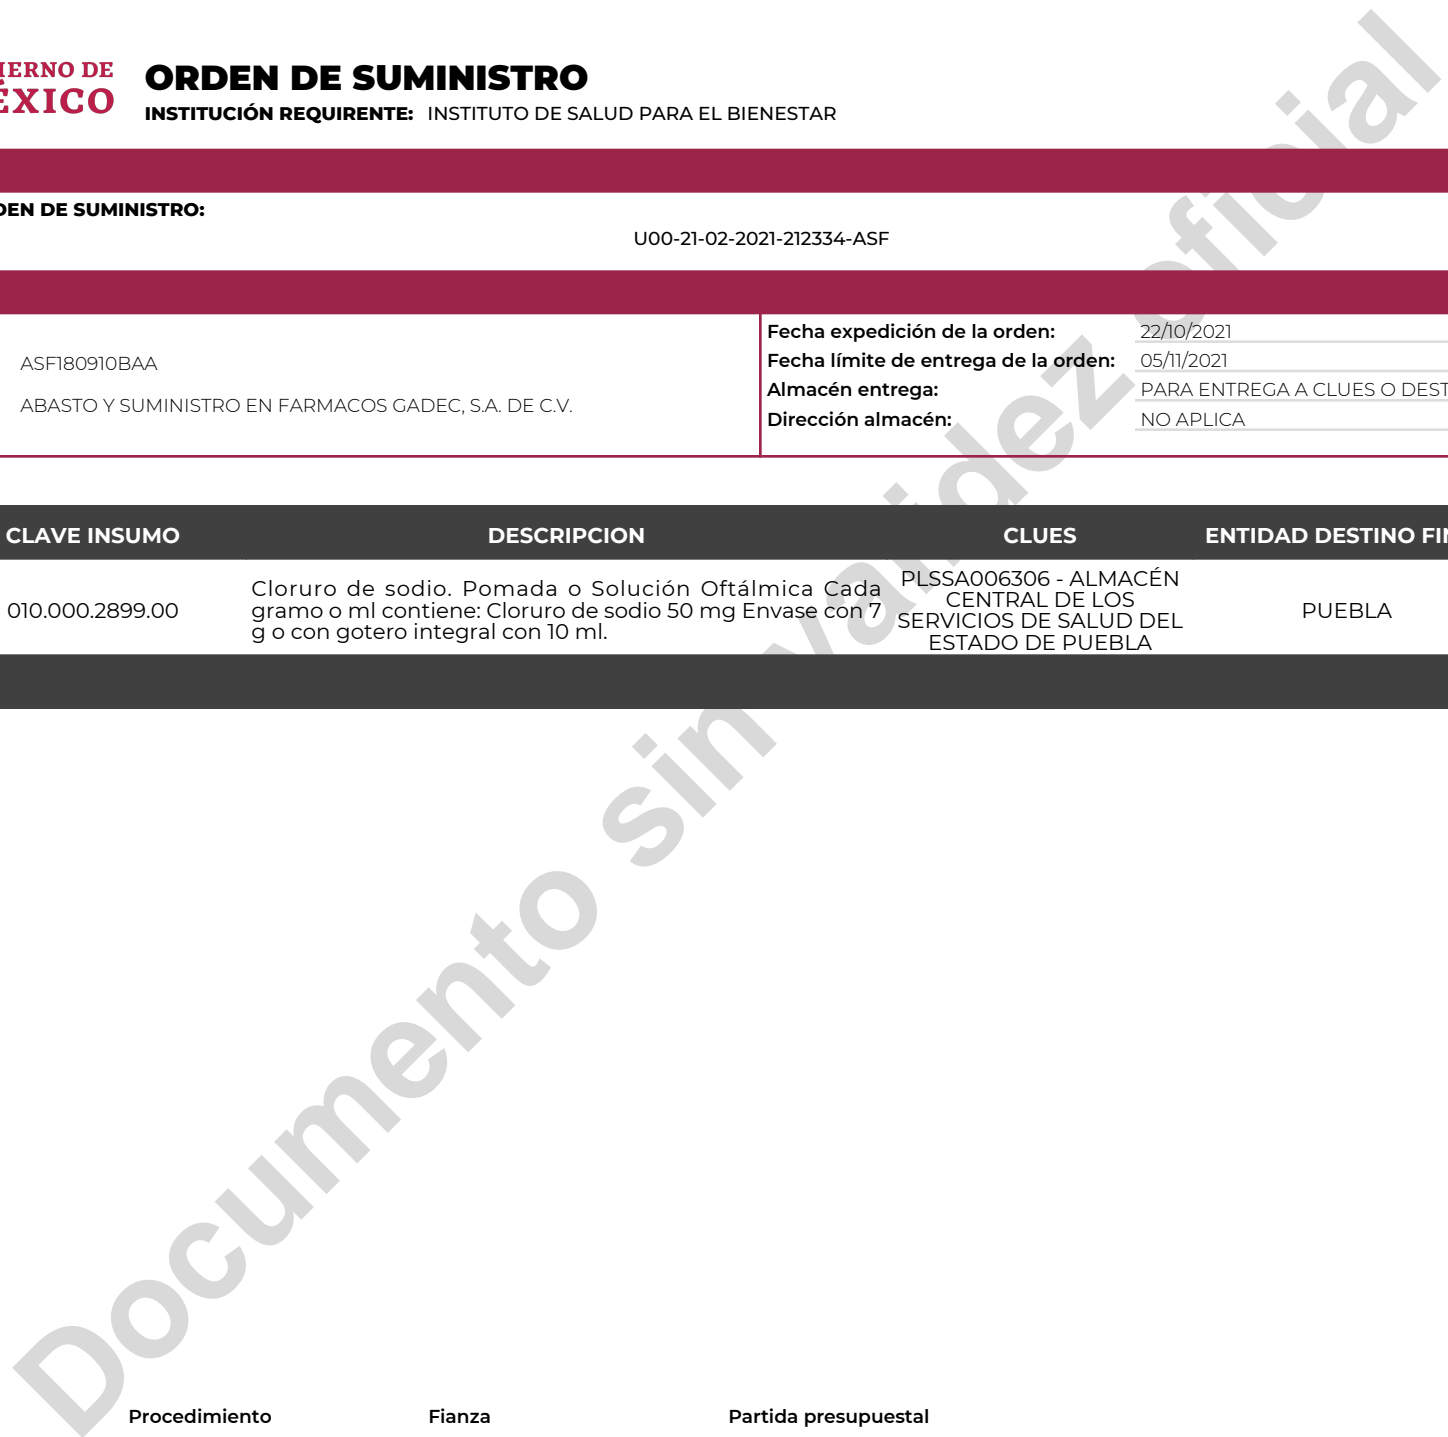 IERNO DE
ÉXICO
ORDEN DE SUMINISTRO
INSTITUCIÓN REQUIRENTE: INSTITUTO DE SALUD PARA EL BIENESTAR
DEN DE SUMINISTRO:
U00-21-02-2021-212334-ASF
ASF180910BAA
ABASTO Y SUMINISTRO EN FARMACOS GADEC, S.A. DE C.V.
Fecha expedición de la orden: 22/10/2021
Fecha límite de entrega de la orden: 05/11/2021
Almacén entrega: PARA ENTREGA A CLUES O DEST
Dirección almacén: NO APLICA
CLAVE INSUMO DESCRIPCION CLUES ENTIDAD DESTINO FIN
010.000.2899.00
Cloruro de sodio. Pomada o Solución Oftálmica Cada
gramo o ml contiene: Cloruro de sodio 50 mg Envase con 7
g o con gotero integral con 10 ml.
PLSSA006306 - ALMACÉN
CENTRAL DE LOS
SERVICIOS DE SALUD DEL
ESTADO DE PUEBLA
PUEBLA
Documento sin validez oficial
Procedimiento Fianza Partida presupuestal